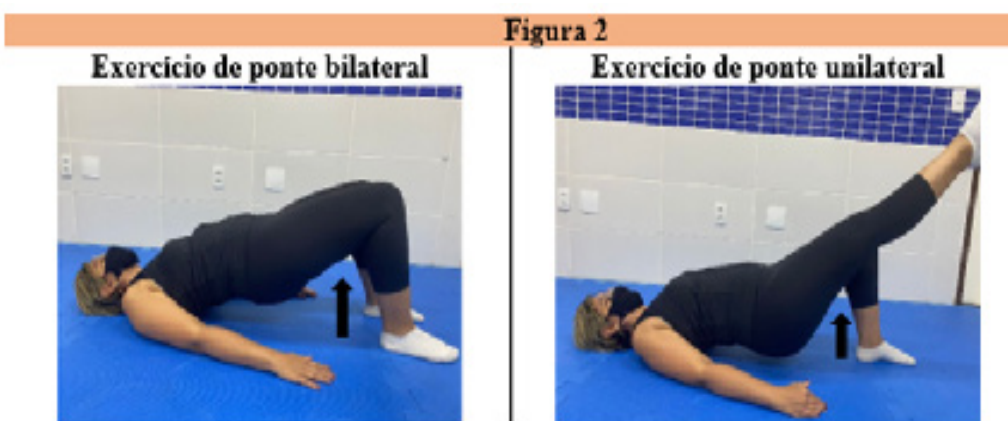 Figura 2
Exercício de ponte bilateral
Exercício de ponte unilateral